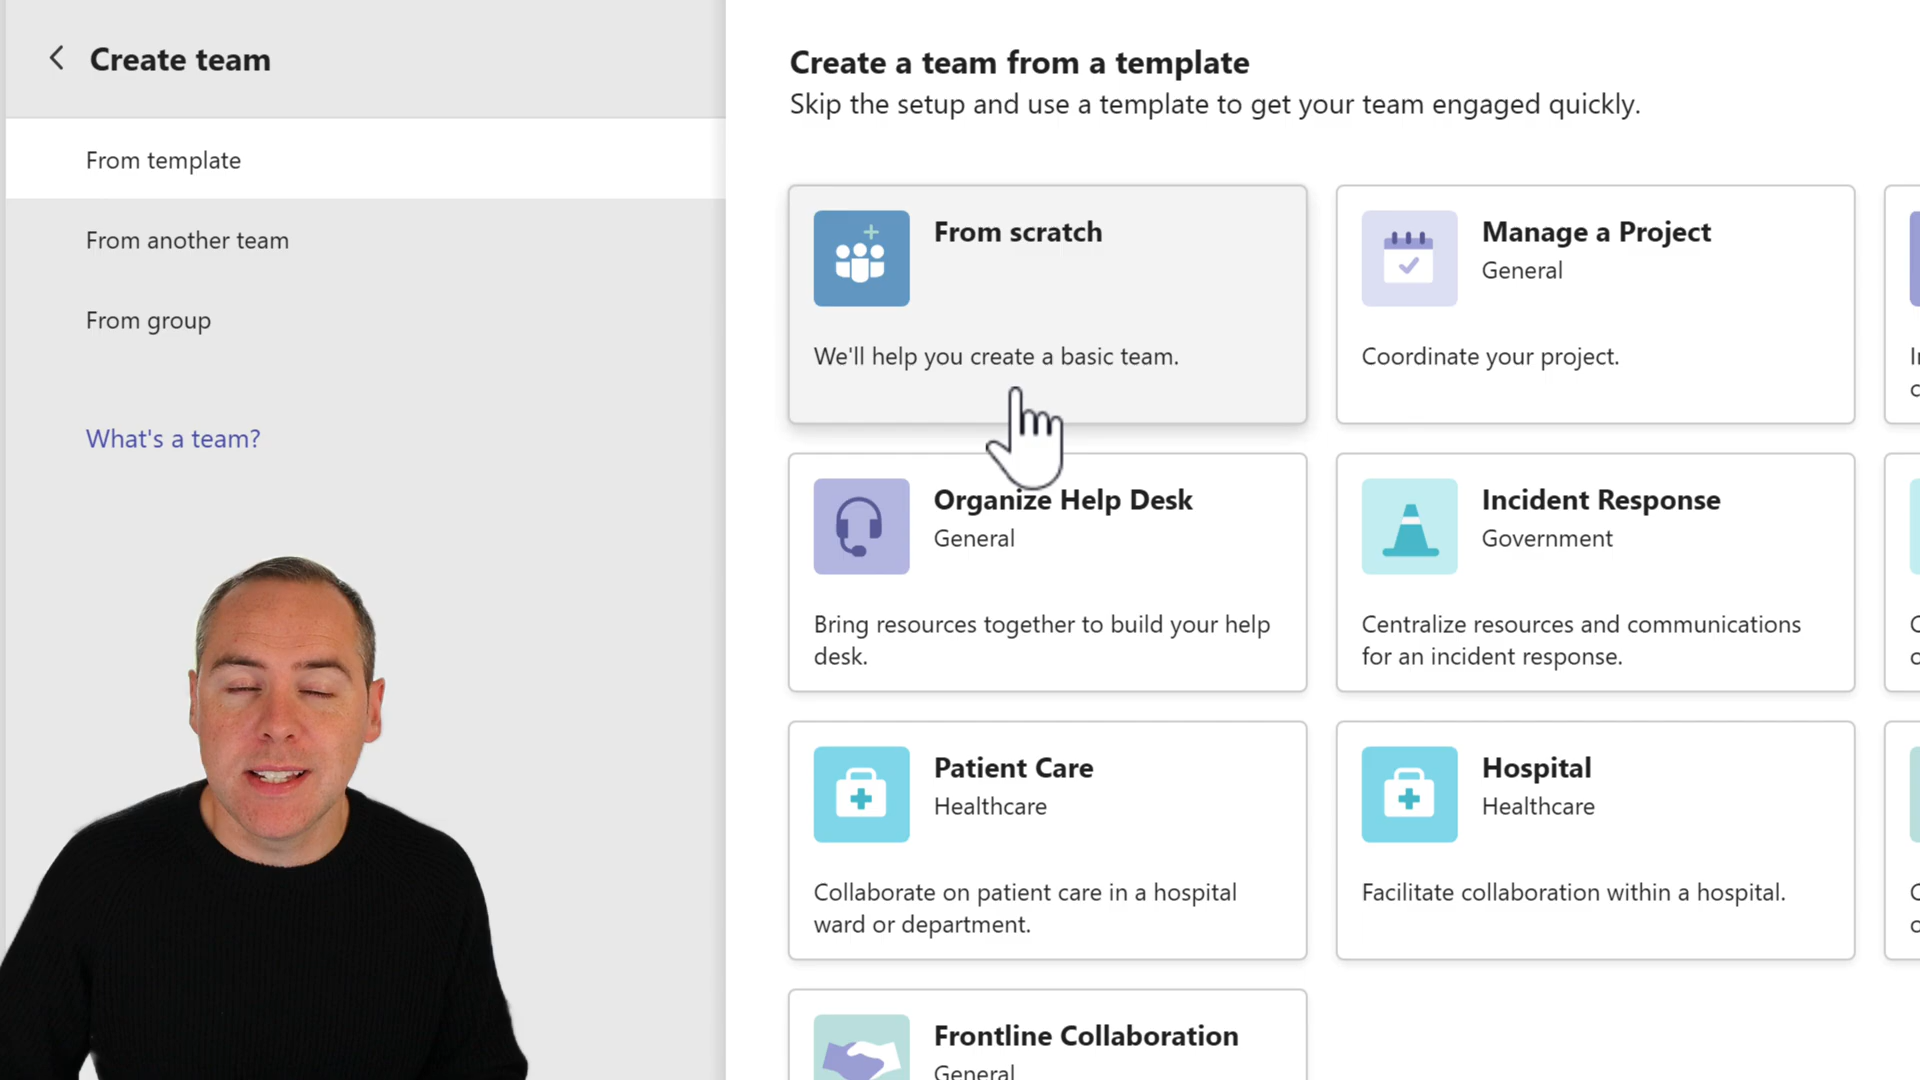 Create team
From template
From another team
From group
What's a team?
Create a team from a template
Skip the setup and use a template to get your team engaged quickly.
From scratch
We'll help you create a basic team.
Manage a Project
General
Coordinate your project.
Organize Help Desk
General
Bring resources together to build your help
desk.
Incident Response
Government
Centralize resources and communications
for an incident response.
Patient Care
Healthcare
Collaborate on patient care in a hospital
ward or department.
Hospital
Healthcare
Facilitate collaboration within a hospital.
Frontline Collaboration
General